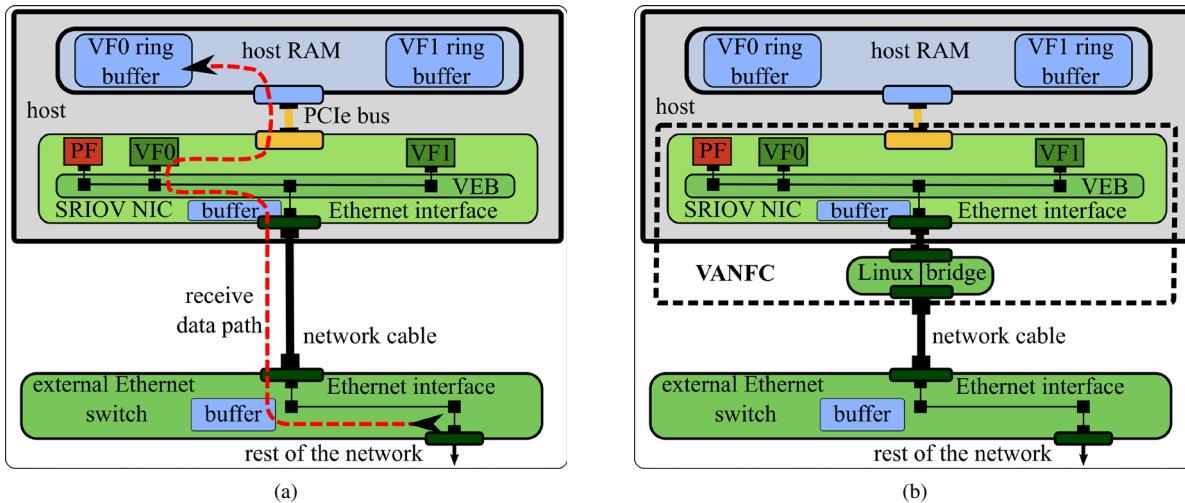 VF0 ring
buffer
host RAM
VF1 ring
buffer
host
PCIe bus
PF
VF0
VF1
VEB
SRIOV NIC
buffer
Ethernet interface
receive
data path
network cable
external Ethernet
switch
Ethernet interface
buffer
rest of the network
(a)
VF0 ring
buffer
host RAM
VF1 ring
buffer
host
PCIe bus
PF
VF0
VF1
VEB
SRIOV NIC
buffer
Ethernet interface
VANFC
Linux bridge
network cable
external Ethernet
switch
Ethernet interface
buffer
rest of the network
(b)